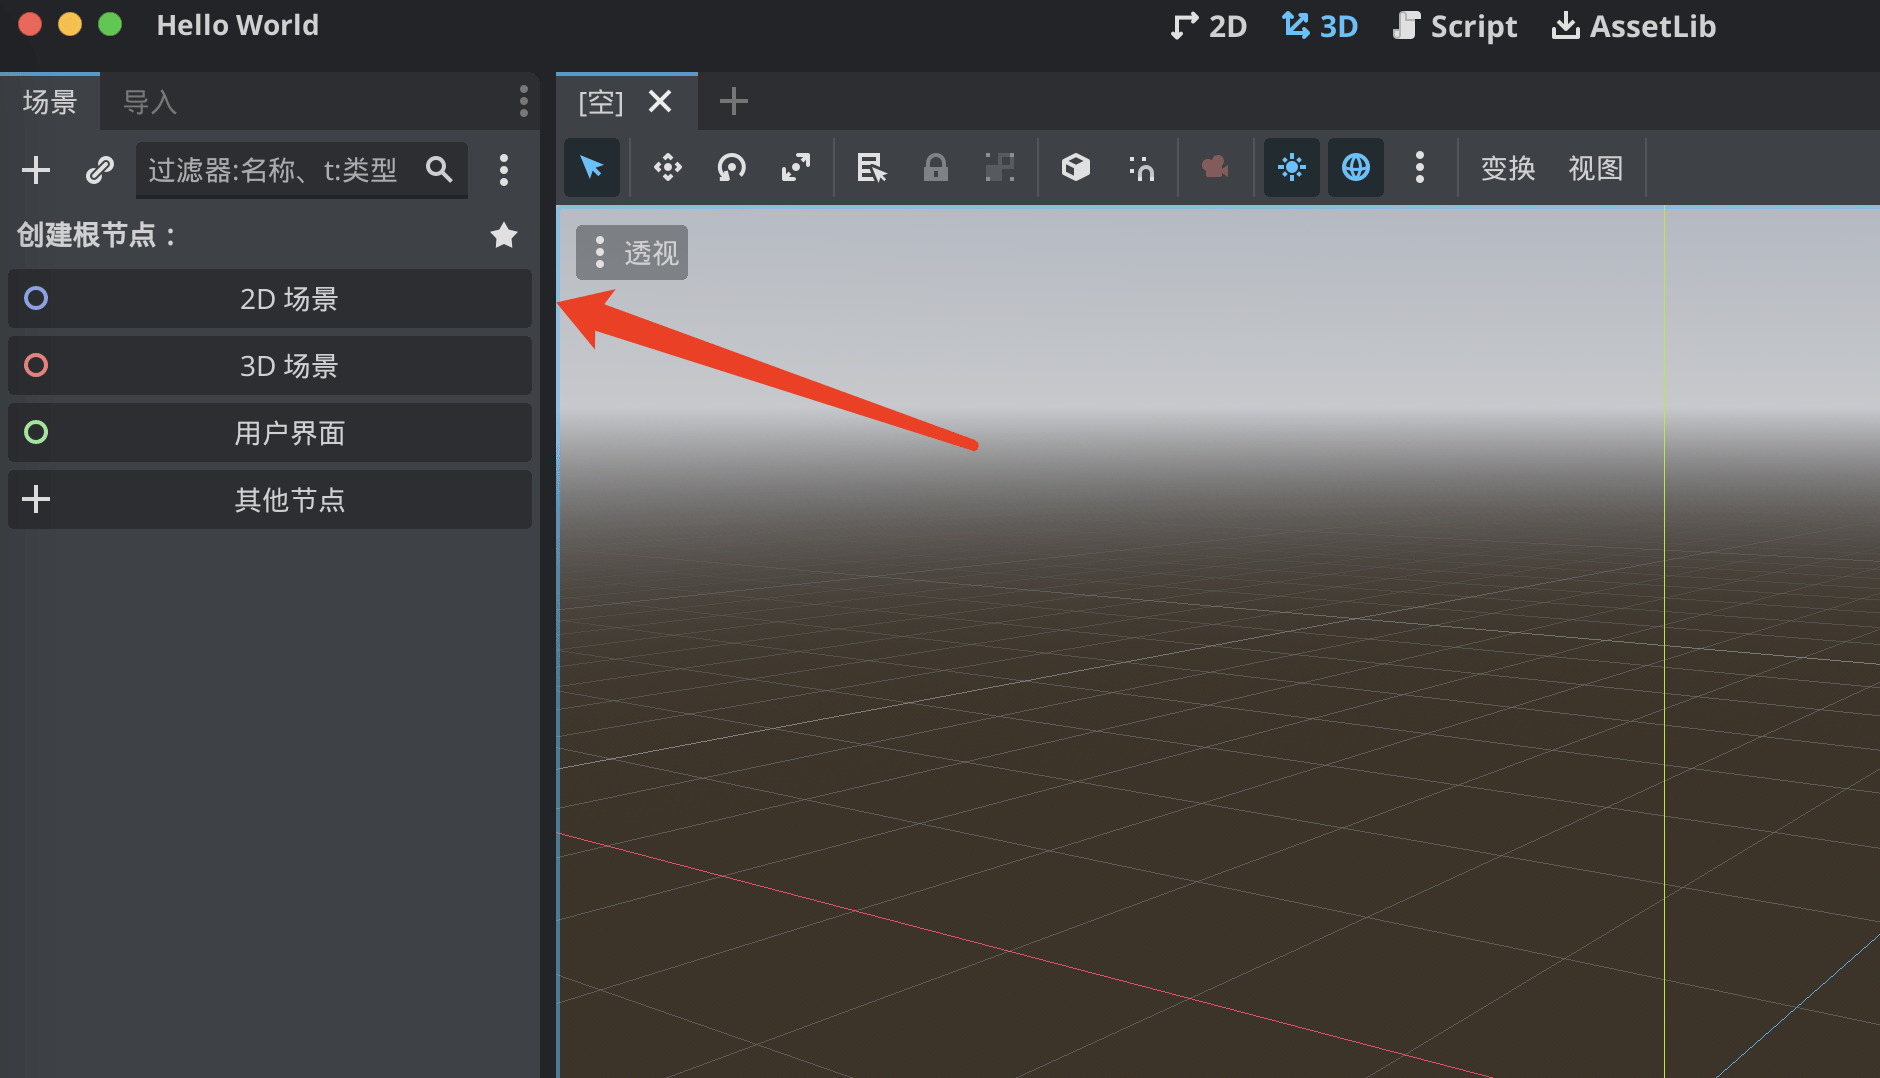 Hello World
2D 3D Script AssetLib
场景 导入
[空]
过滤器:名称、t:类型
变换 视图
创建根节点：
透视
2D 场景
3D 场景
用户界面
其他节点